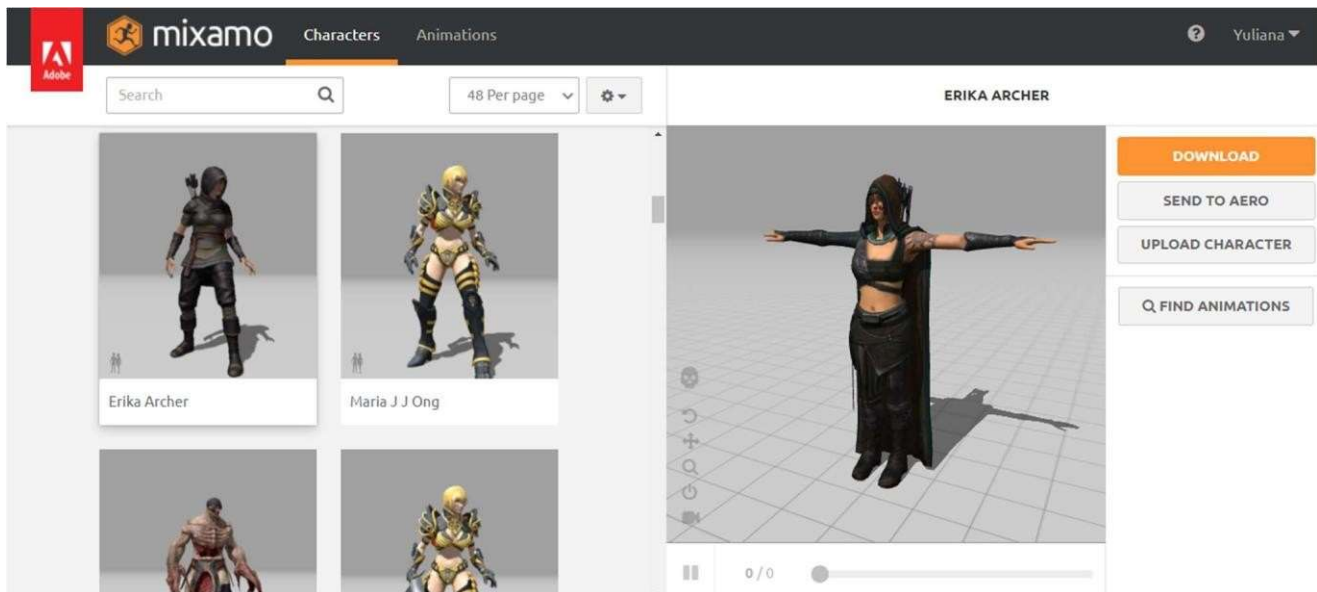 Adobe
mixamo
Characters
Animations
Yuliana
Search
48 Per page
ERIKA ARCHER
DOWNLOAD
SEND TO AERO
UPLOAD CHARACTER
FIND ANIMATIONS
Erika Archer
Maria J J Ong
0 / 0